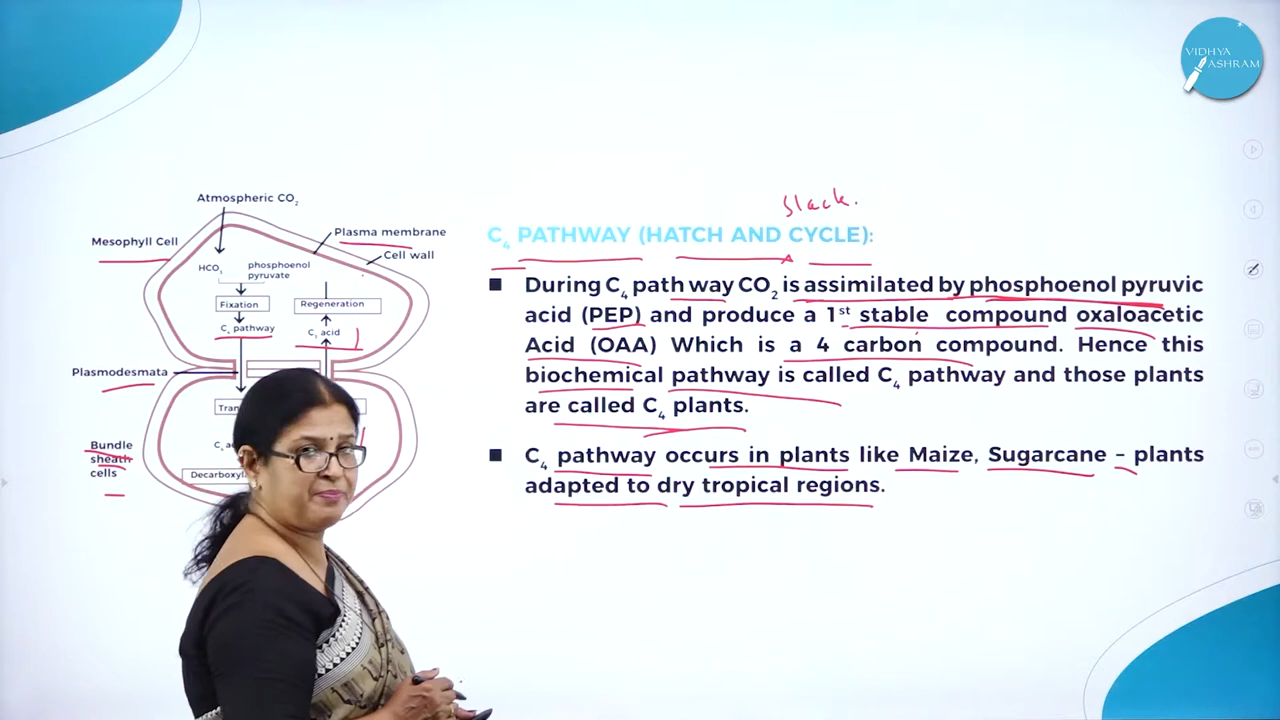 VIDHYA
ASHRAM
Slack.
C₄ PATHWAY (HATCH AND CYCLE):
■ During C₄ path way CO₂ is assimilated by phosphoenol pyruvic
acid (PEP) and produce a 1st stable compound oxaloacetic
Acid (OAA) Which is a 4 carbon compound. Hence this
biochemical pathway is called C₄ pathway and those plants
are called C₄ plants.
■ C₄ pathway occurs in plants like Maize, Sugarcane – plants
adapted to dry tropical regions.
Atmospheric CO₂
Mesophyll Cell
Plasma membrane
Cell wall
HCO₃
phosphoenol
pyruvate
Fixation
Regeneration
C₄ pathway
C₃ acid
Plasmodesmata
Bundle
sheath
cells